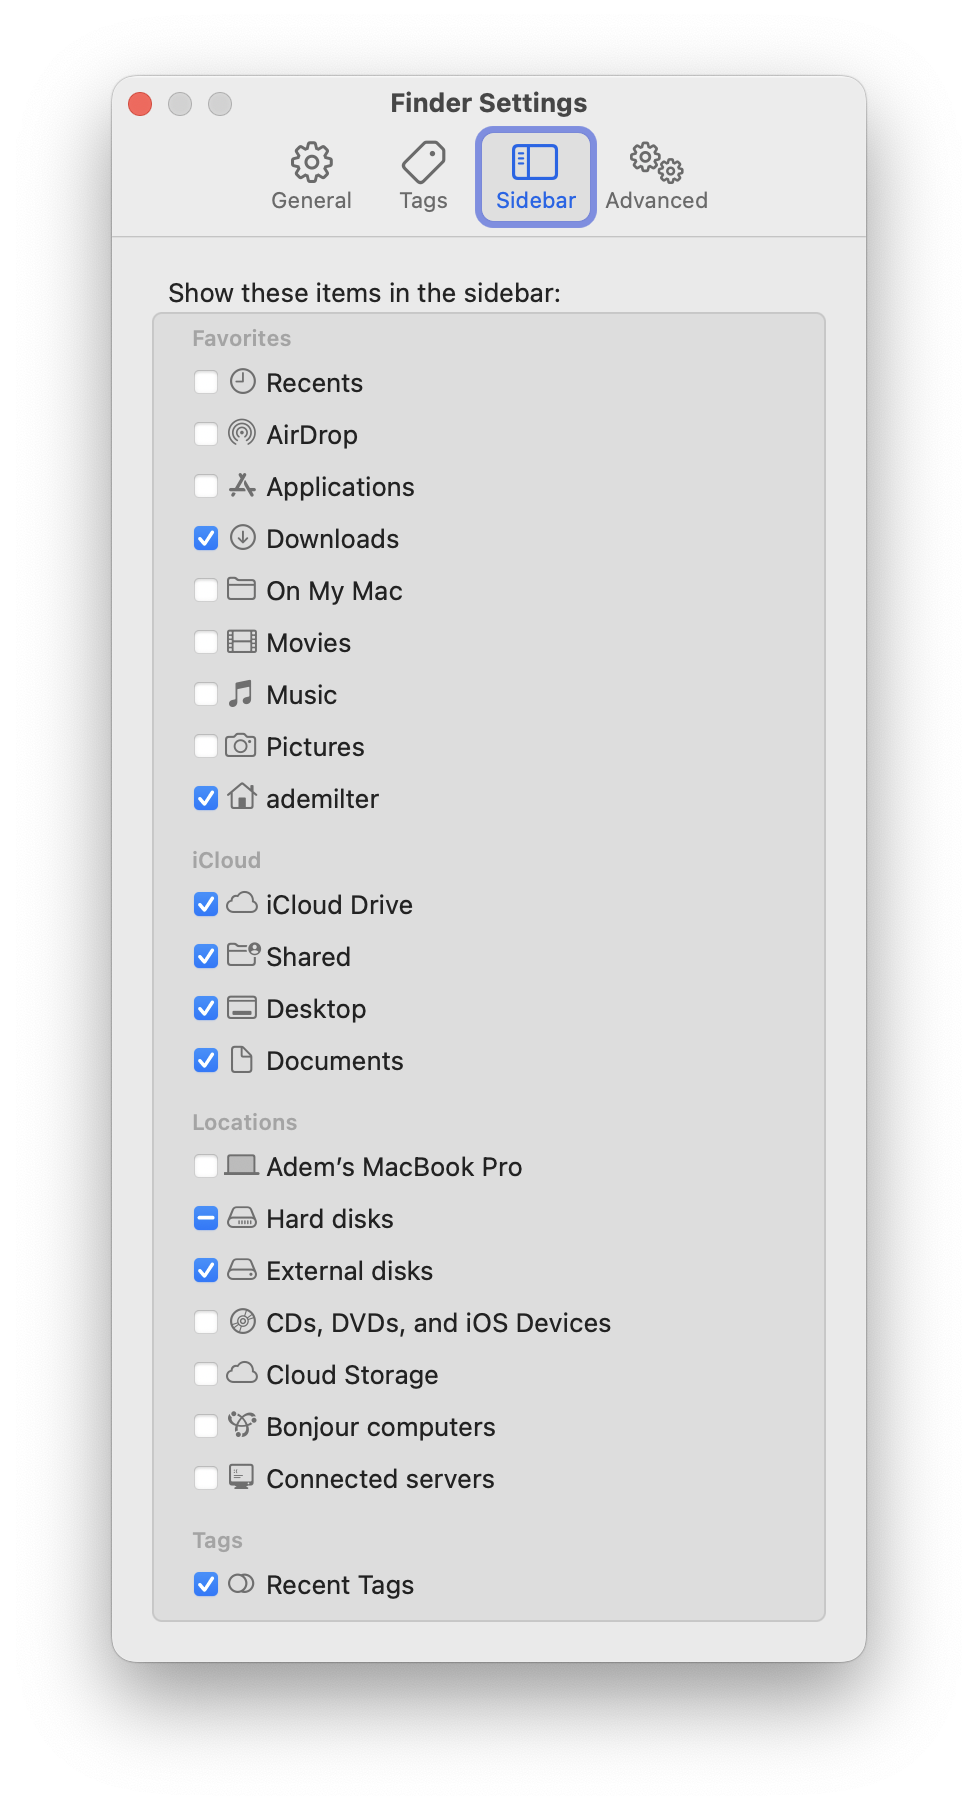 Finder Settings
General Tags Sidebar Advanced
Show these items in the sidebar:
Favorites
Recents
AirDrop
Applications
Downloads
On My Mac
Movies
Music
Pictures
ademilter
iCloud
iCloud Drive
Shared
Desktop
Documents
Locations
Adem’s MacBook Pro
Hard disks
External disks
CDs, DVDs, and iOS Devices
Cloud Storage
Bonjour computers
Connected servers
Tags
Recent Tags